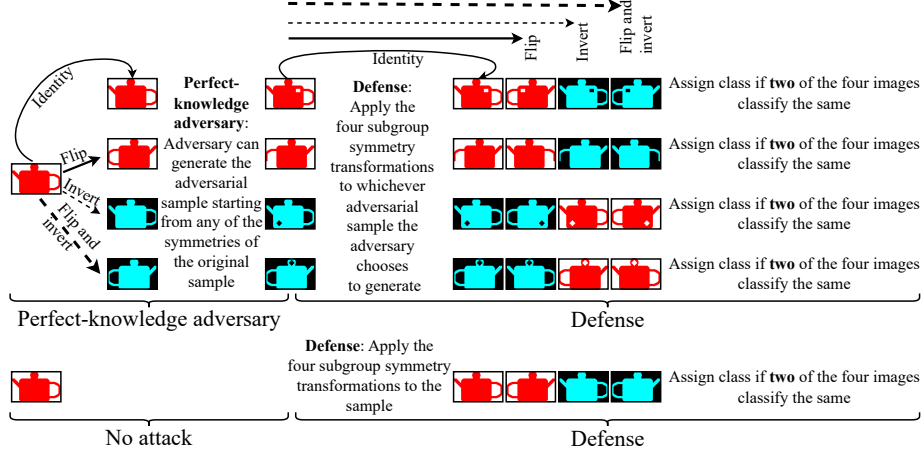 Flip
Invert
Flip and
invert
Identity
Identity
Flip
Invert
Flip and
invert
Perfect-
knowledge
adversary:
Adversary can
generate the
adversarial
sample starting
from any of the
symmetries of
the original
sample
Defense:
Apply the
four subgroup
symmetry
transformations
to whichever
adversarial
sample the
adversary
chooses
to generate
Assign class if two of the four images
classify the same
Assign class if two of the four images
classify the same
Assign class if two of the four images
classify the same
Assign class if two of the four images
classify the same
Perfect-knowledge adversary
Defense
Defense: Apply the
four subgroup symmetry
transformations to the
sample
Assign class if two of the four images
classify the same
No attack
Defense